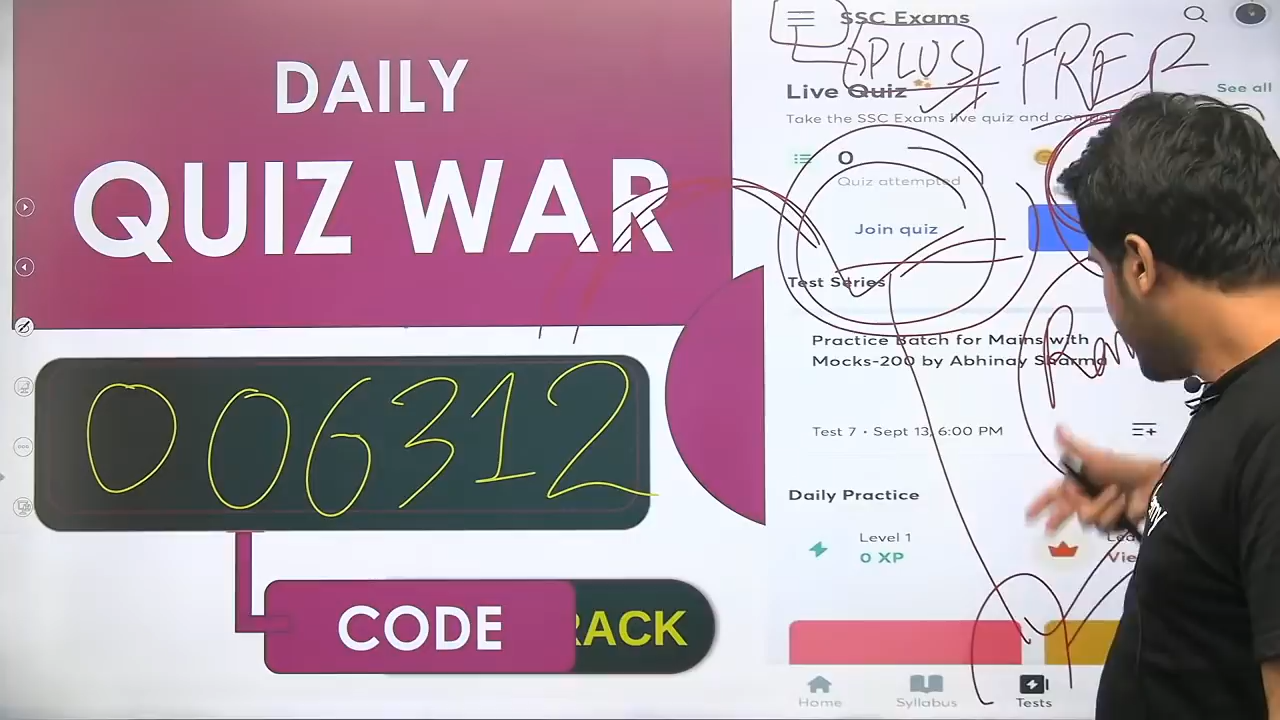 DAILY
QUIZ WAR
006312
CODE
RACK
SSC Exams
PLUS FREE
Live Quiz
See all
Take the SSC Exams live quiz and
0
Quiz attempted
Join quiz
Test Series
Practice Batch for Mains with
Mocks-200 by Abhinay Sharma
Test 7 • Sept 13, 6:00 PM
Daily Practice
Level 1
0 XP
Home
Syllabus
Tests